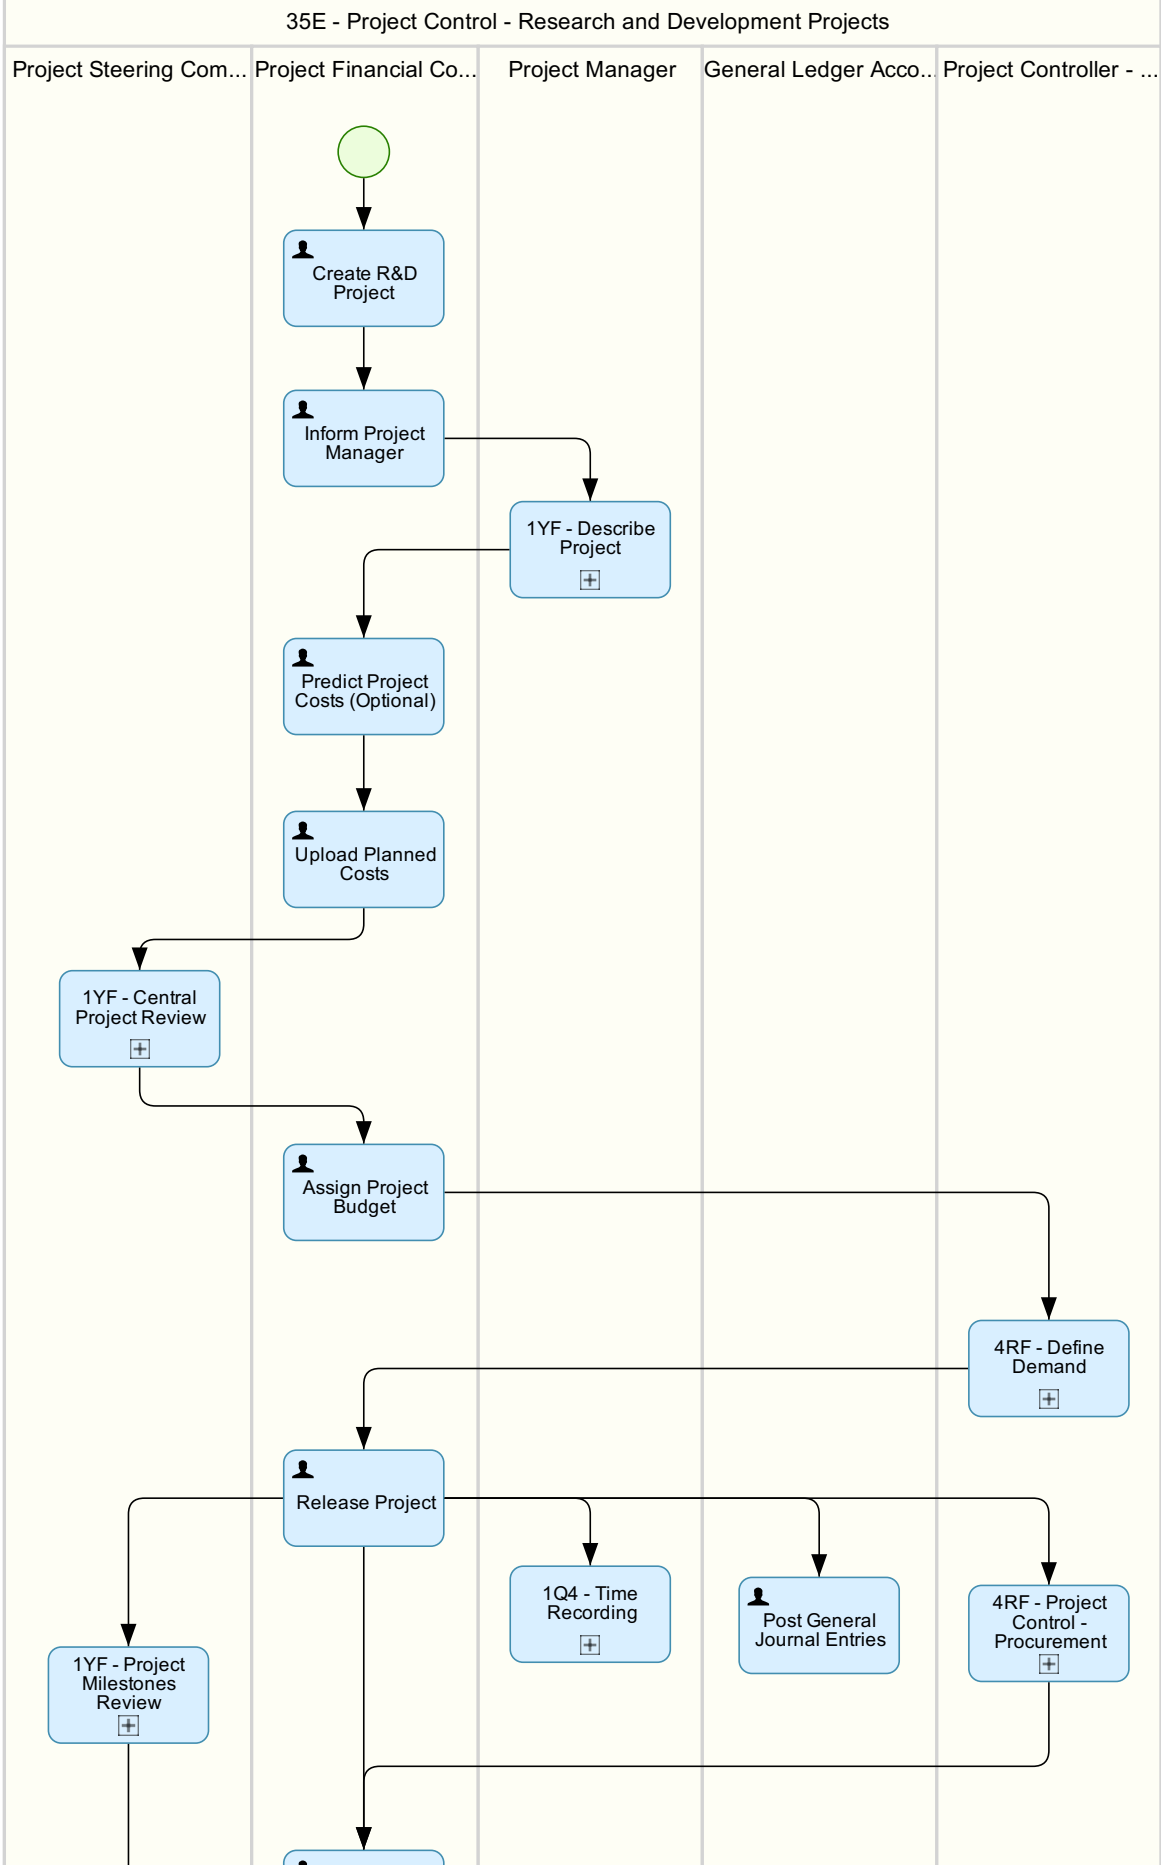 35E - Project Control - Research and Development Projects
Project Steering Com...
Project Financial Co...
Project Manager
General Ledger Acco...
Project Controller - ...
Create R&D
Project
Inform Project
Manager
1YF - Describe
Project
Predict Project
Costs (Optional)
Upload Planned
Costs
1YF - Central
Project Review
Assign Project
Budget
4RF - Define
Demand
Release Project
1Q4 - Time
Recording
Post General
Journal Entries
4RF - Project
Control -
Procurement
1YF - Project
Milestones
Review